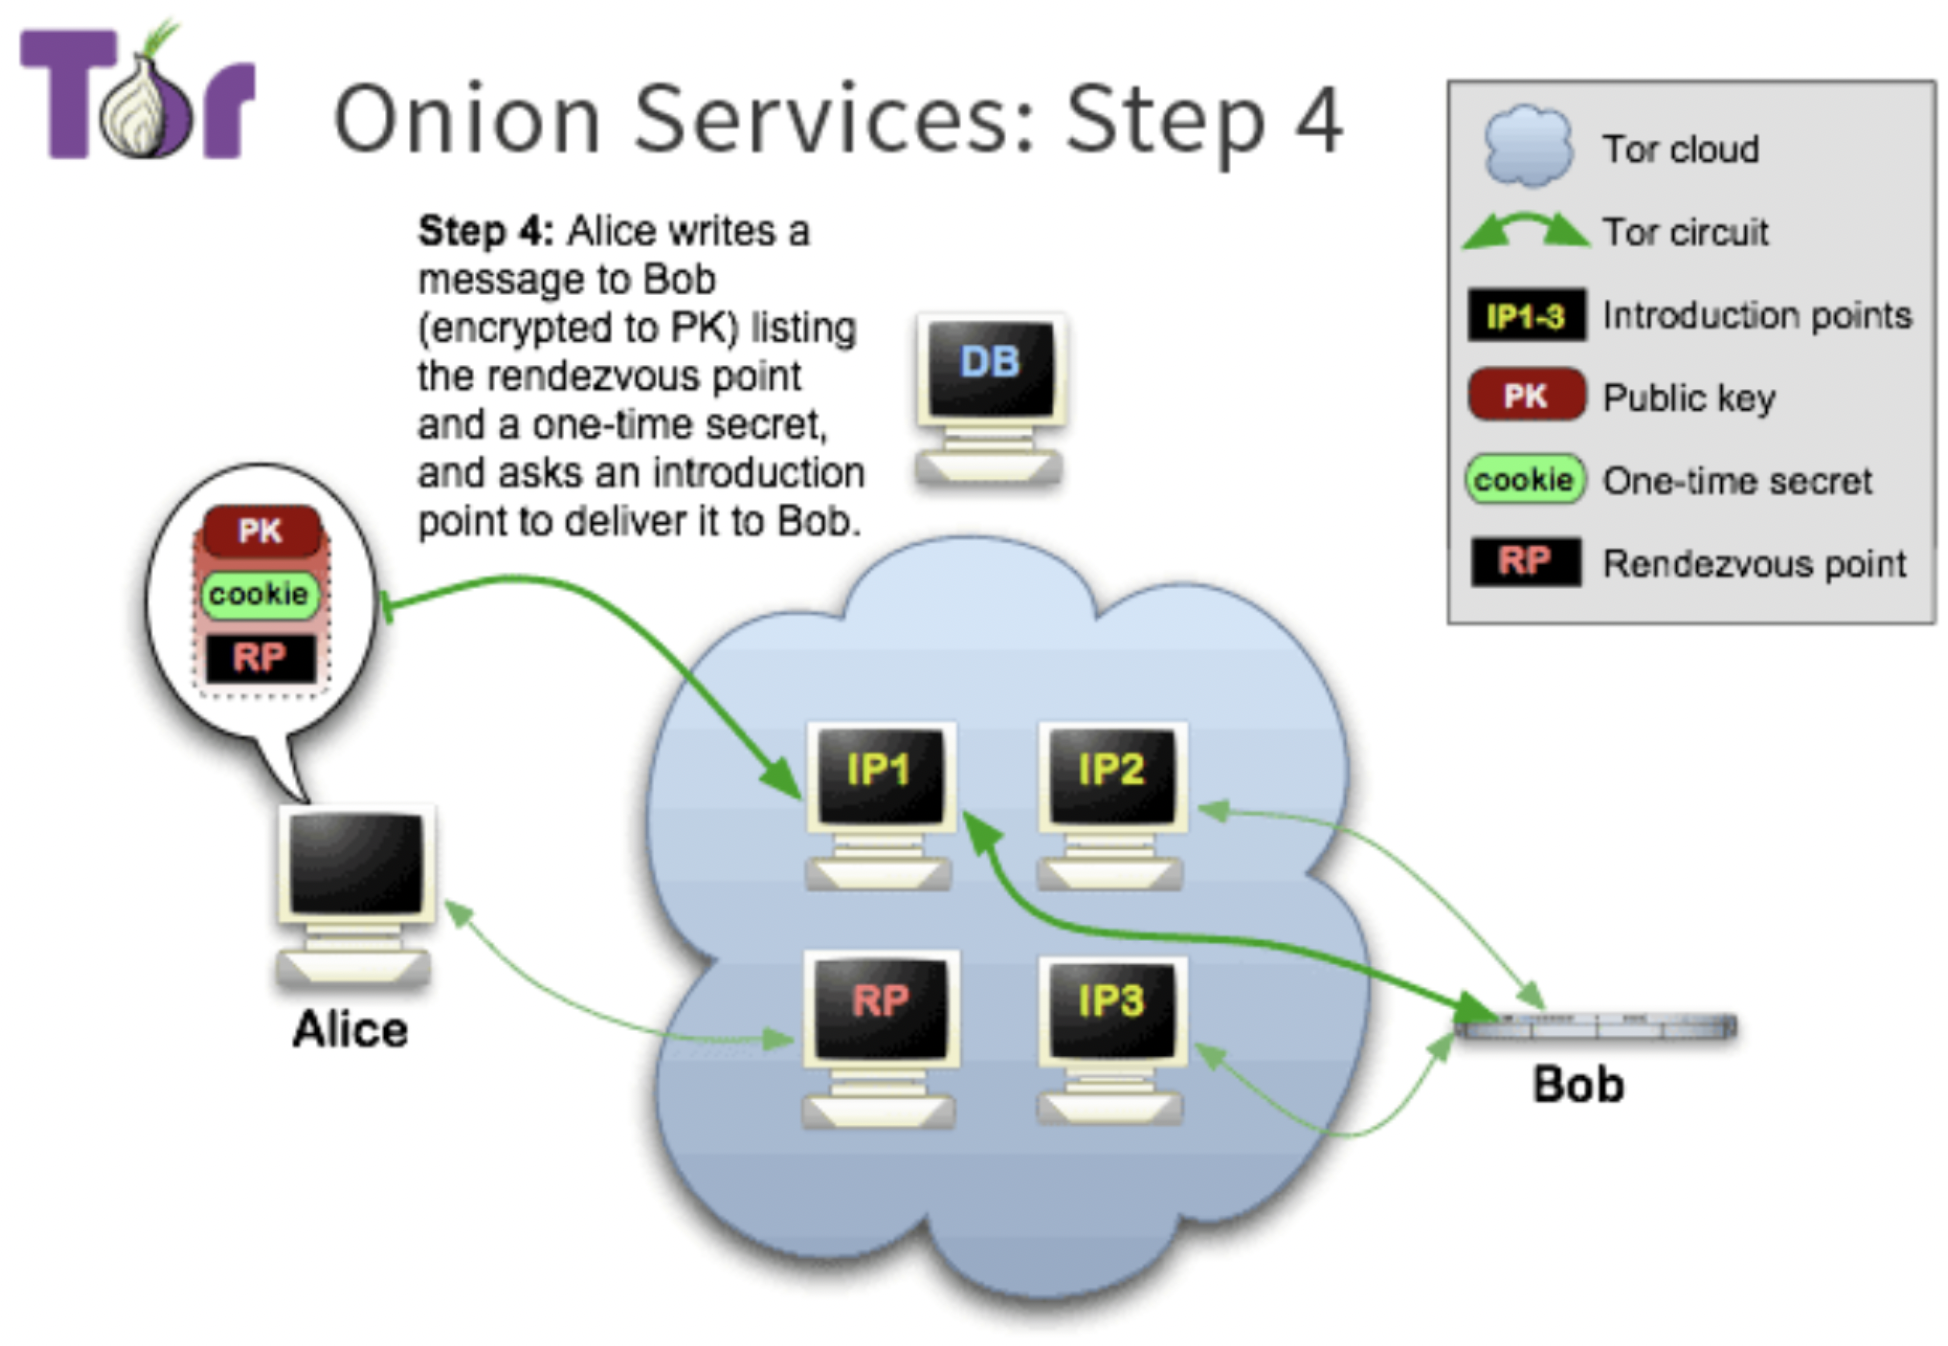 Tor
Onion Services: Step 4
Step 4: Alice writes a
message to Bob
(encrypted to PK) listing
the rendezvous point
and a one-time secret,
and asks an introduction
point to deliver it to Bob.
Tor cloud
Tor circuit
IP1-3 Introduction points
PK Public key
cookie One-time secret
RP Rendezvous point
DB
PK
cookie
RP
IP1
IP2
RP
IP3
Alice
Bob